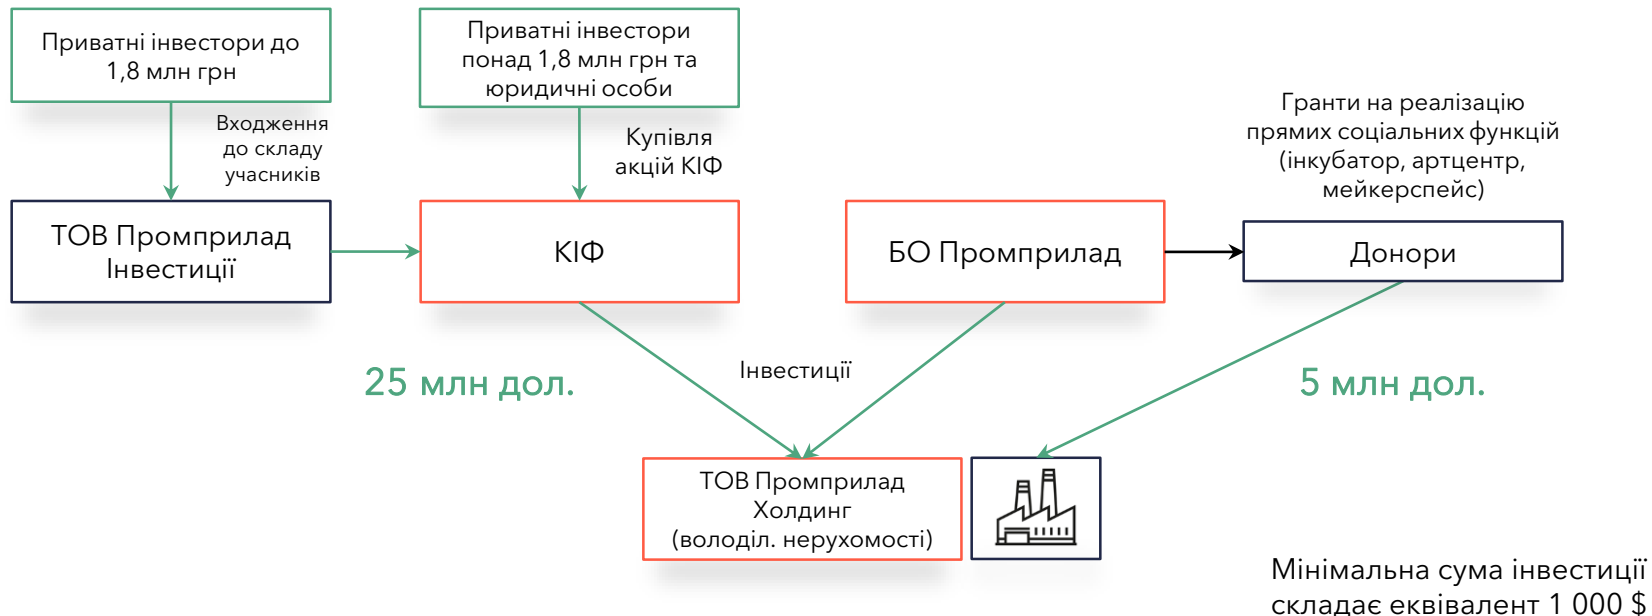 Приватні інвестори до
1,8 млн грн
Приватні інвестори
понад 1,8 млн грн та
юридичні особи
Входження
до складу
учасників
Купівля
акцій КІФ
Гранти на реалізацію
прямих соціальних функцій
(інкубатор, артцентр,
мейкерспейс)
ТОВ Промприлад
Інвестиції
КІФ
БО Промприлад
Донори
25 млн дол.
Інвестиції
5 млн дол.
ТОВ Промприлад
Холдинг
(володіл. нерухомості)
Мінімальна сума інвестиції
складає еквівалент 1 000 $